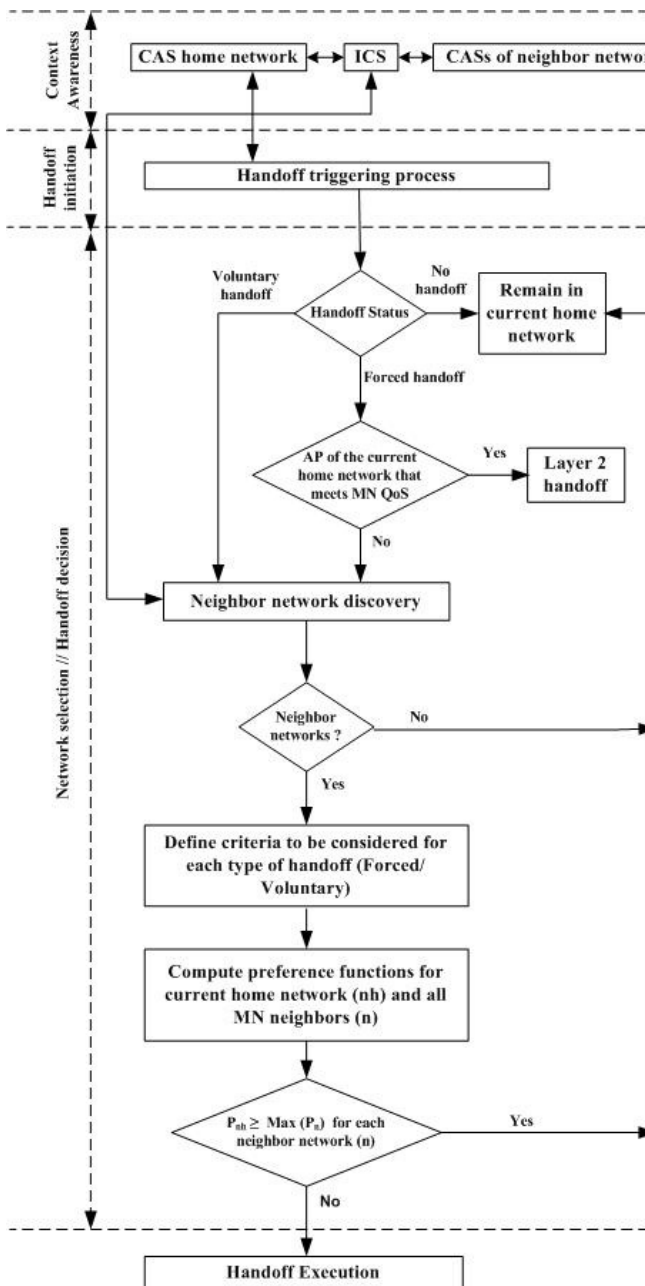 Context
Awareness
CAS home network
ICS
CASs of neighbor networ
Handoff
initiation
Handoff triggering process
Network selection // Handoff decision
Voluntary
handoff
Handoff Status
No
handoff
Remain in
current home
network
Forced handoff
AP of the current
home network that
meets MN QoS
Yes
Layer 2
handoff
No
Neighbor network discovery
Neighbor
networks ?
No
Yes
Define criteria to be considered for
each type of handoff (Forced/
Voluntary)
Compute preference functions for
current home network (nh) and all
MN neighbors (n)
Pnh ≥ Max (Pn) for each
neighbor network (n)
Yes
No
Handoff Execution